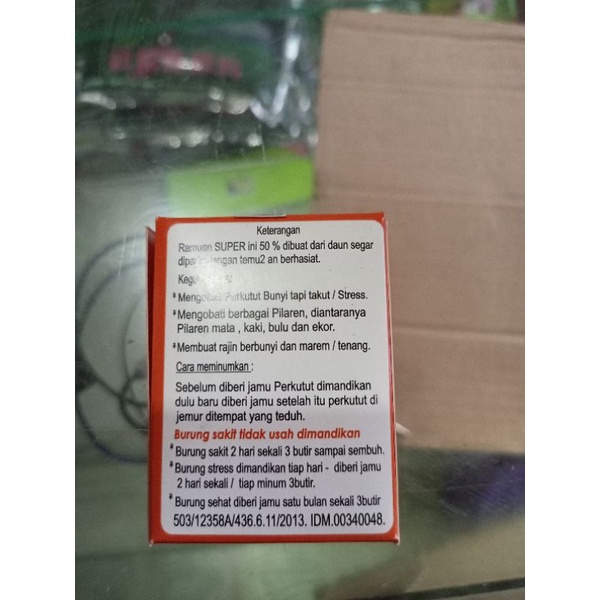 Keterangan
Ramuan SUPER ini 50 % dibuat dari daun segar
dengan temu2 an berhasiat.
Mengobati Perkutut Bunyi tapi takut / Stress.
Mengobati berbagai Pilaren, diantaranya
Pilaren mata , kaki, bulu dan ekor.
Membuat rajin berbunyi dan marem / tenang.
Cara meminumkan :
Sebelum diberi jamu Perkutut dimandikan
dulu baru diberi jamu setelah itu perkutut di
jemur ditempat yang teduh.
Burung sakit tidak usah dimandikan
* Burung sakit 2 hari sekali 3 butir sampai sembuh.
* Burung stress dimandikan tiap hari - diberi jamu
2 hari sekali / tiap minum 3butir.
* Burung sehat diberi jamu satu bulan sekali 3butir
503/12358A/436.6.11/2013. IDM.00340048.